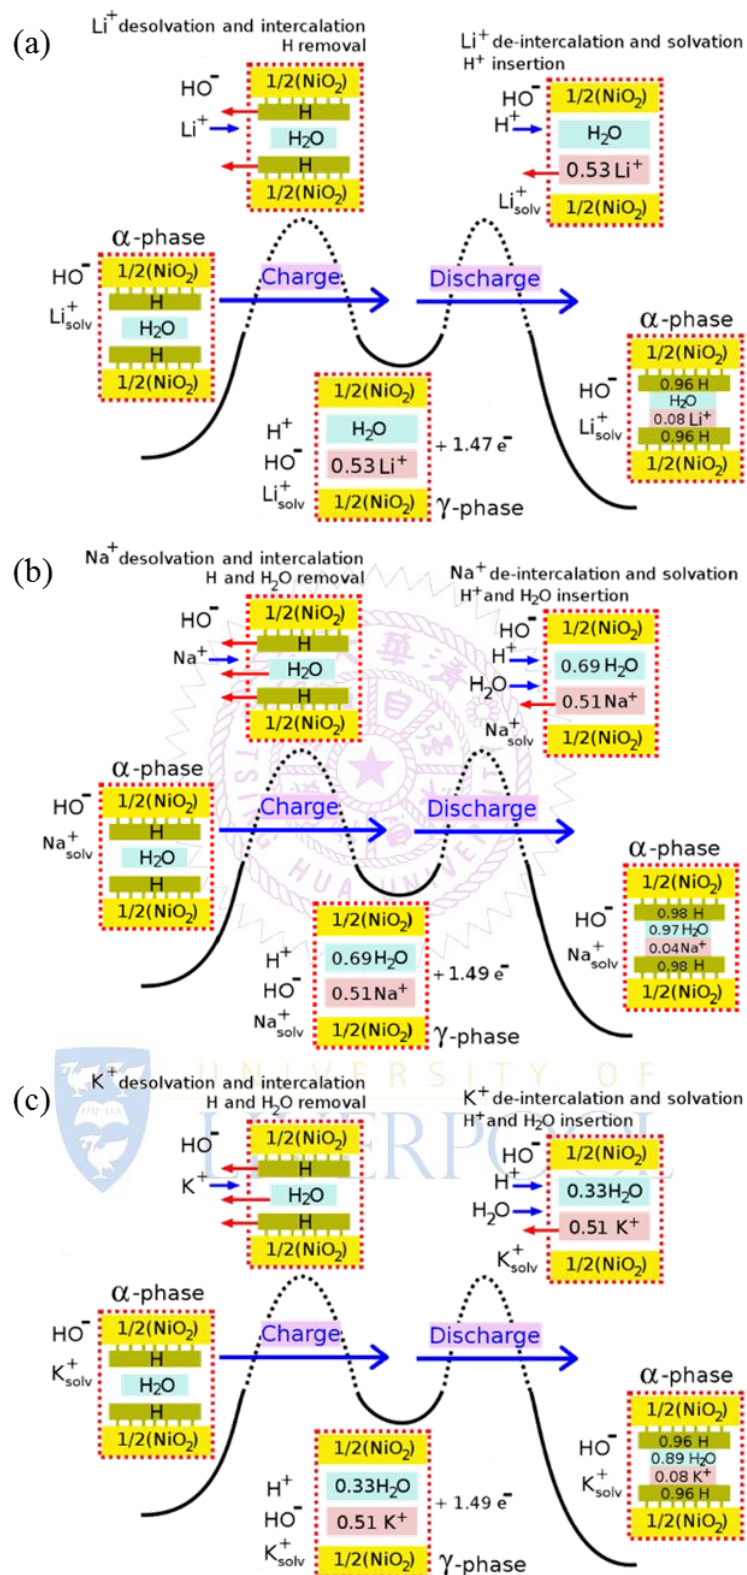 (a)
Li⁺ desolvation and intercalation
H removal
HO⁻
Li⁺
1/2(NiO₂)
H
H₂O
H
1/2(NiO₂)
Li⁺ de-intercalation and solvation
H⁺ insertion
HO⁻
H⁺
Li⁺solv
1/2(NiO₂)
H₂O
0.53 Li⁺
1/2(NiO₂)
α-phase
HO⁻
Li⁺solv
1/2(NiO₂)
H
H₂O
H
1/2(NiO₂)
Charge
Discharge
H⁺
HO⁻
Li⁺solv
1/2(NiO₂)
H₂O
0.53 Li⁺
1/2(NiO₂)
+ 1.47 e⁻
γ-phase
α-phase
HO⁻
Li⁺solv
1/2(NiO₂)
0.96 H
H₂O
0.08 Li⁺
0.96 H
1/2(NiO₂)
(b)
Na⁺ desolvation and intercalation
H and H₂O removal
HO⁻
Na⁺
1/2(NiO₂)
H
H₂O
H
1/2(NiO₂)
Na⁺ de-intercalation and solvation
H⁺ and H₂O insertion
HO⁻
H⁺
H₂O
Na⁺solv
1/2(NiO₂)
0.69 H₂O
0.51 Na⁺
1/2(NiO₂)
α-phase
HO⁻
Na⁺solv
1/2(NiO₂)
H
H₂O
H
1/2(NiO₂)
Charge
Discharge
H⁺
HO⁻
Na⁺solv
1/2(NiO₂)
0.69 H₂O
0.51 Na⁺
1/2(NiO₂)
+ 1.49 e⁻
γ-phase
α-phase
HO⁻
Na⁺solv
1/2(NiO₂)
0.98 H
0.97 H₂O
0.04 Na⁺
0.98 H
1/2(NiO₂)
TSING HUA UNIVERSITY
UNIVERSITY OF
LIVERPOOL
(c)
K⁺ desolvation and intercalation
H and H₂O removal
HO⁻
K⁺
1/2(NiO₂)
H
H₂O
H
1/2(NiO₂)
K⁺ de-intercalation and solvation
H⁺ and H₂O insertion
HO⁻
H⁺
H₂O
K⁺solv
1/2(NiO₂)
0.33H₂O
0.51 K⁺
1/2(NiO₂)
α-phase
HO⁻
K⁺solv
1/2(NiO₂)
H
H₂O
H
1/2(NiO₂)
Charge
Discharge
H⁺
HO⁻
K⁺solv
1/2(NiO₂)
0.33H₂O
0.51 K⁺
1/2(NiO₂)
+ 1.49 e⁻
γ-phase
α-phase
HO⁻
K⁺solv
1/2(NiO₂)
0.96 H
0.89 H₂O
0.08 K⁺
0.96 H
1/2(NiO₂)